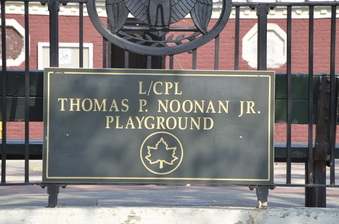 L/CPL
THOMAS P. NOONAN JR.
PLAYGROUND